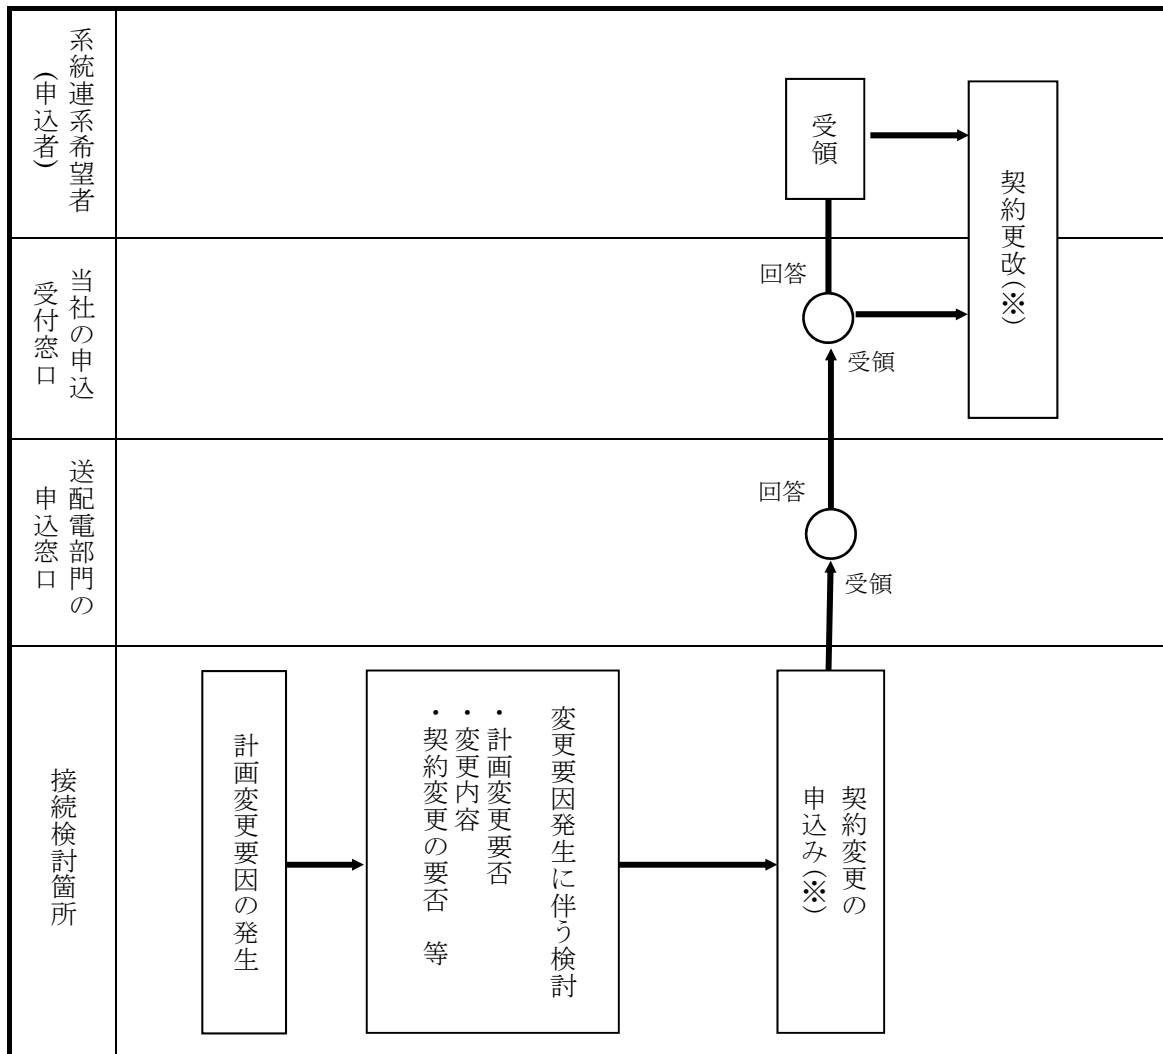 系統連系希望者
(申込者)
受領
契約更改(※)
当社の申込
受付窓口
回答
受領
送配電部門の
申込窓口
回答
受領
接続検討箇所
計画変更要因の発生
変更要因発生に伴う検討
・計画変更要否
・変更内容
・契約変更の要否　等
契約変更の
申込み(※)